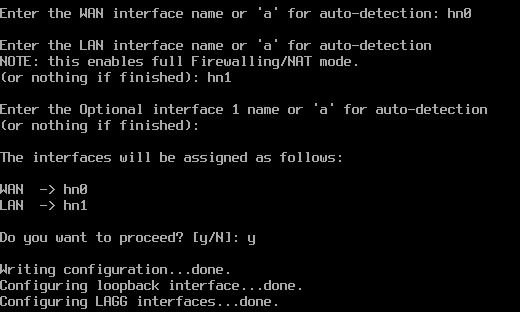 Enter the WAN interface name or 'a' for auto-detection: hn0
Enter the LAN interface name or 'a' for auto-detection
NOTE: this enables full Firewalling/NAT mode.
(or nothing if finished): hn1
Enter the Optional interface 1 name or 'a' for auto-detection
(or nothing if finished):
The interfaces will be assigned as follows:
WAN  -> hn0
LAN  -> hn1
Do you want to proceed? [y/N]: y
Writing configuration...done.
Configuring loopback interface...done.
Configuring LAGG interfaces...done.